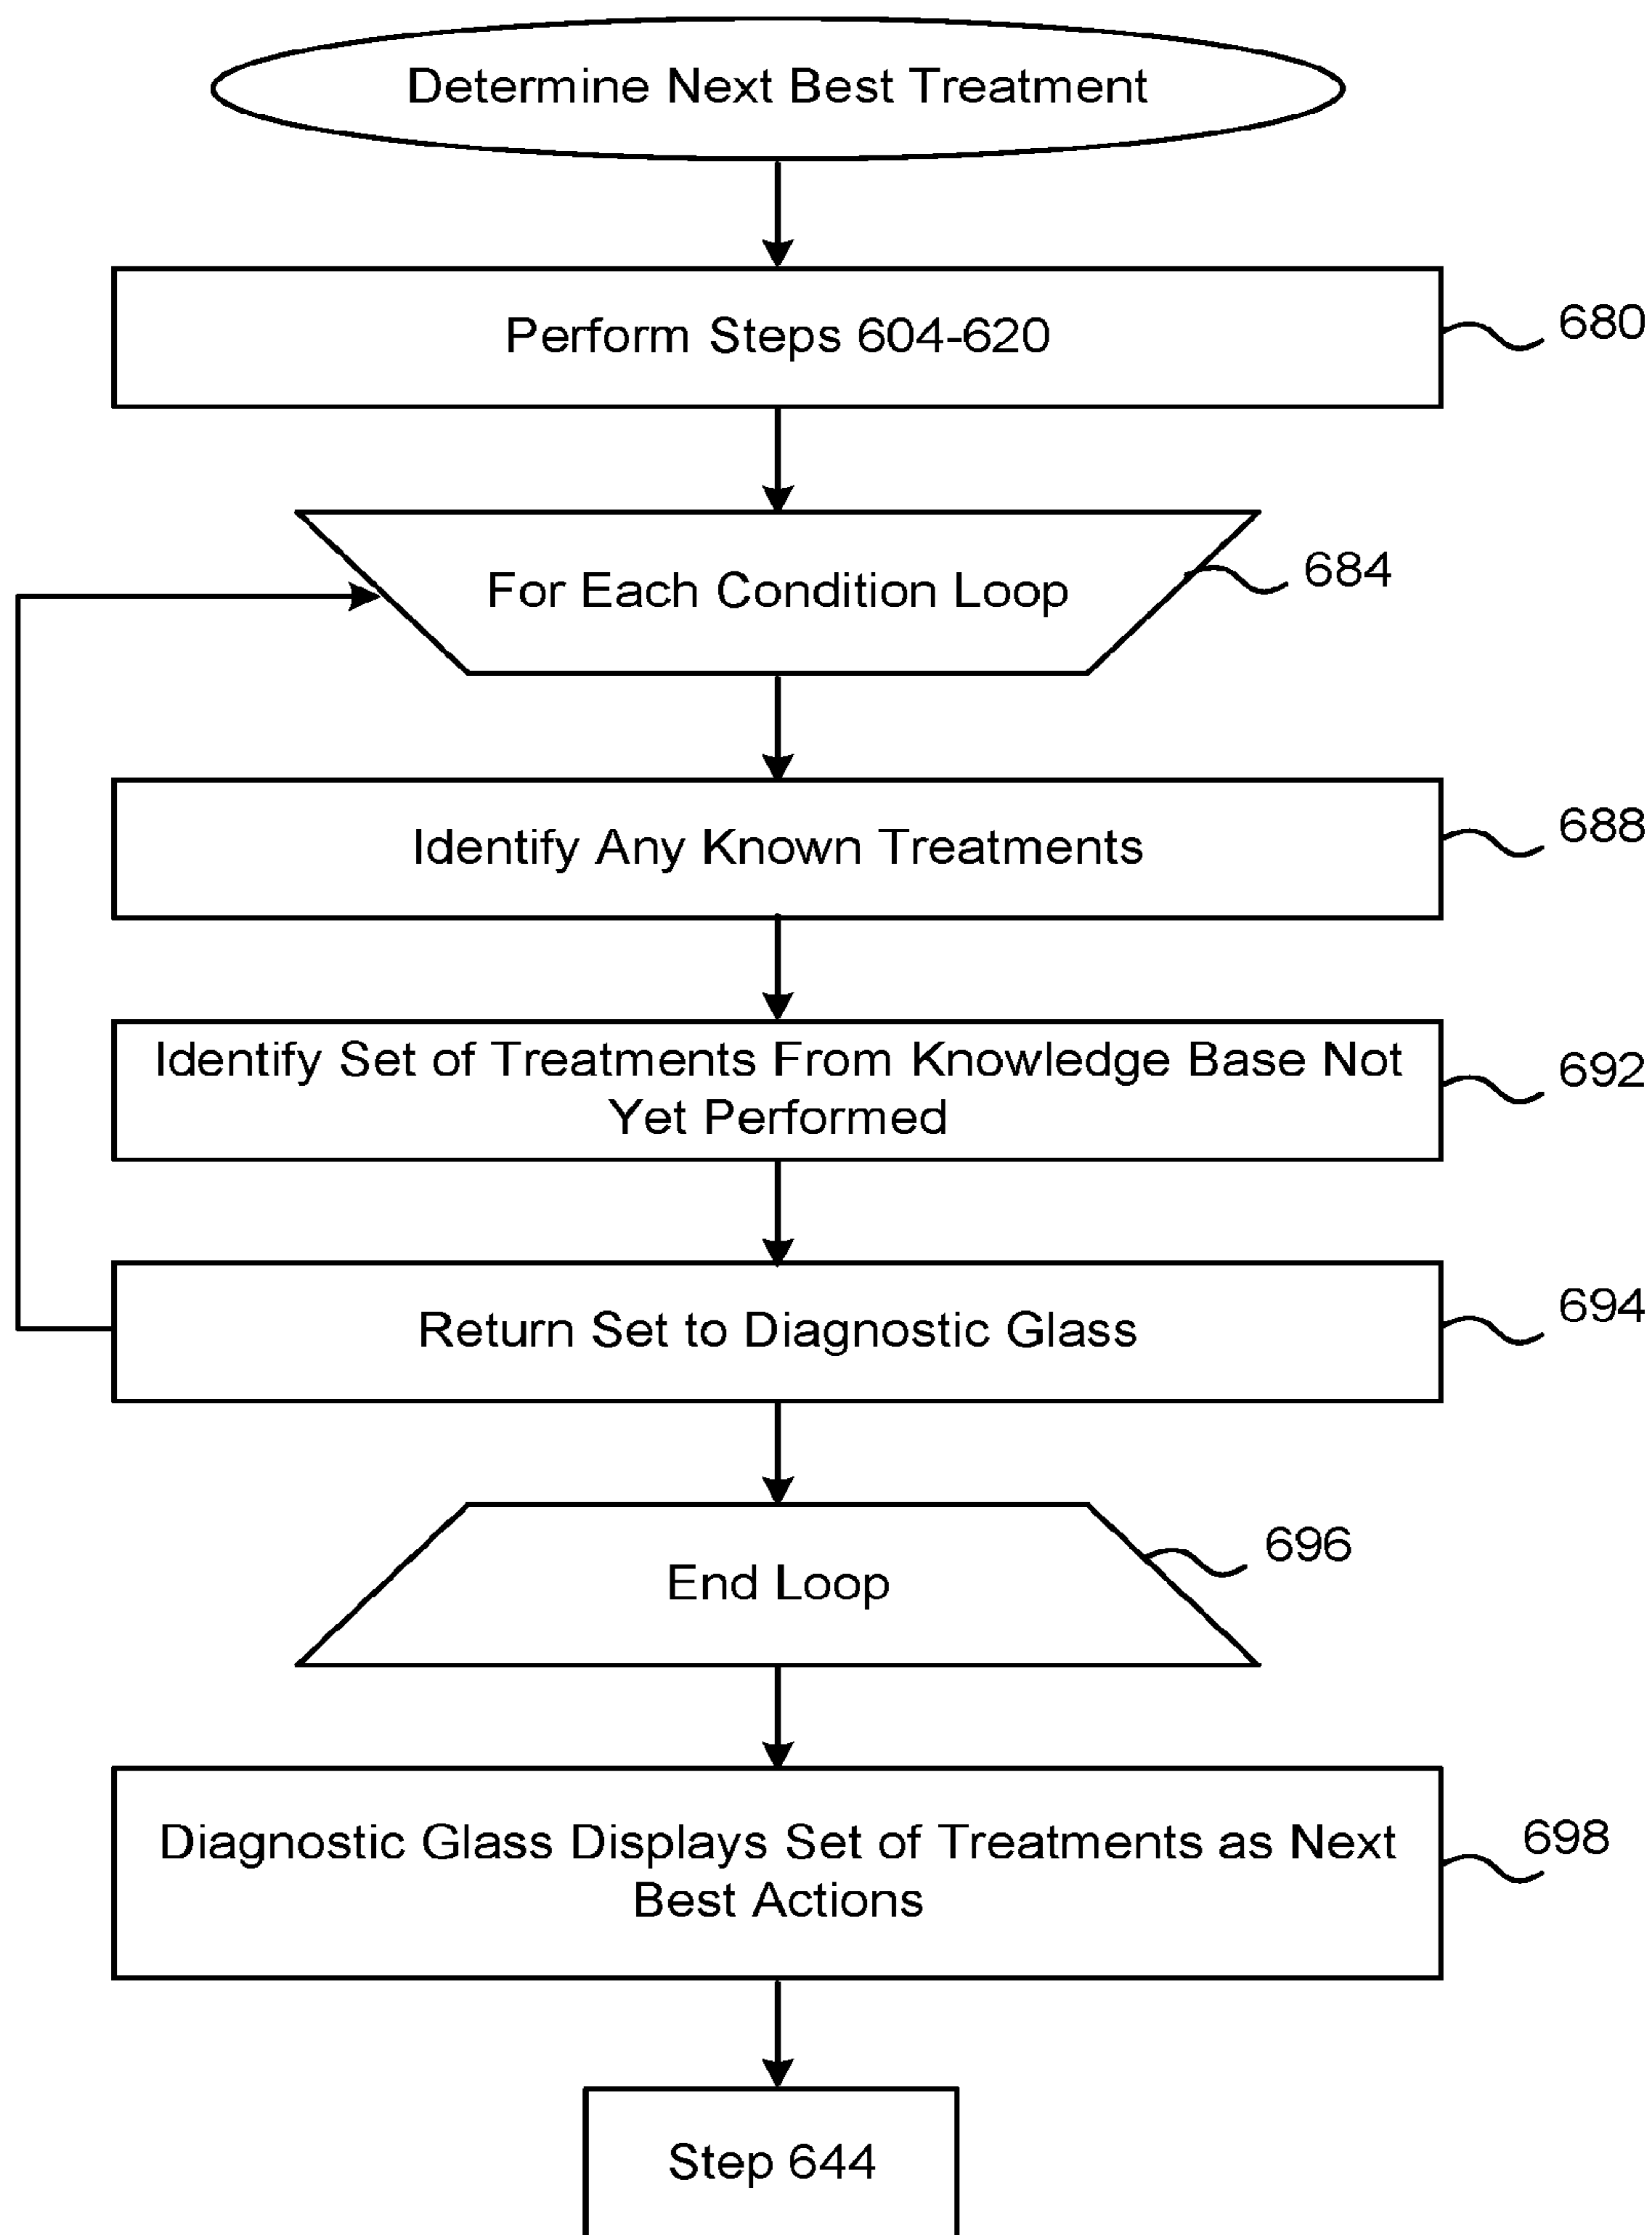 Determine Next Best Treatment
Perform Steps 604-620
680
For Each Condition Loop
684
Identify Any Known Treatments
688
Identify Set of Treatments From Knowledge Base Not
Yet Performed
692
Return Set to Diagnostic Glass
694
End Loop
696
Diagnostic Glass Displays Set of Treatments as Next
Best Actions
698
Step 644